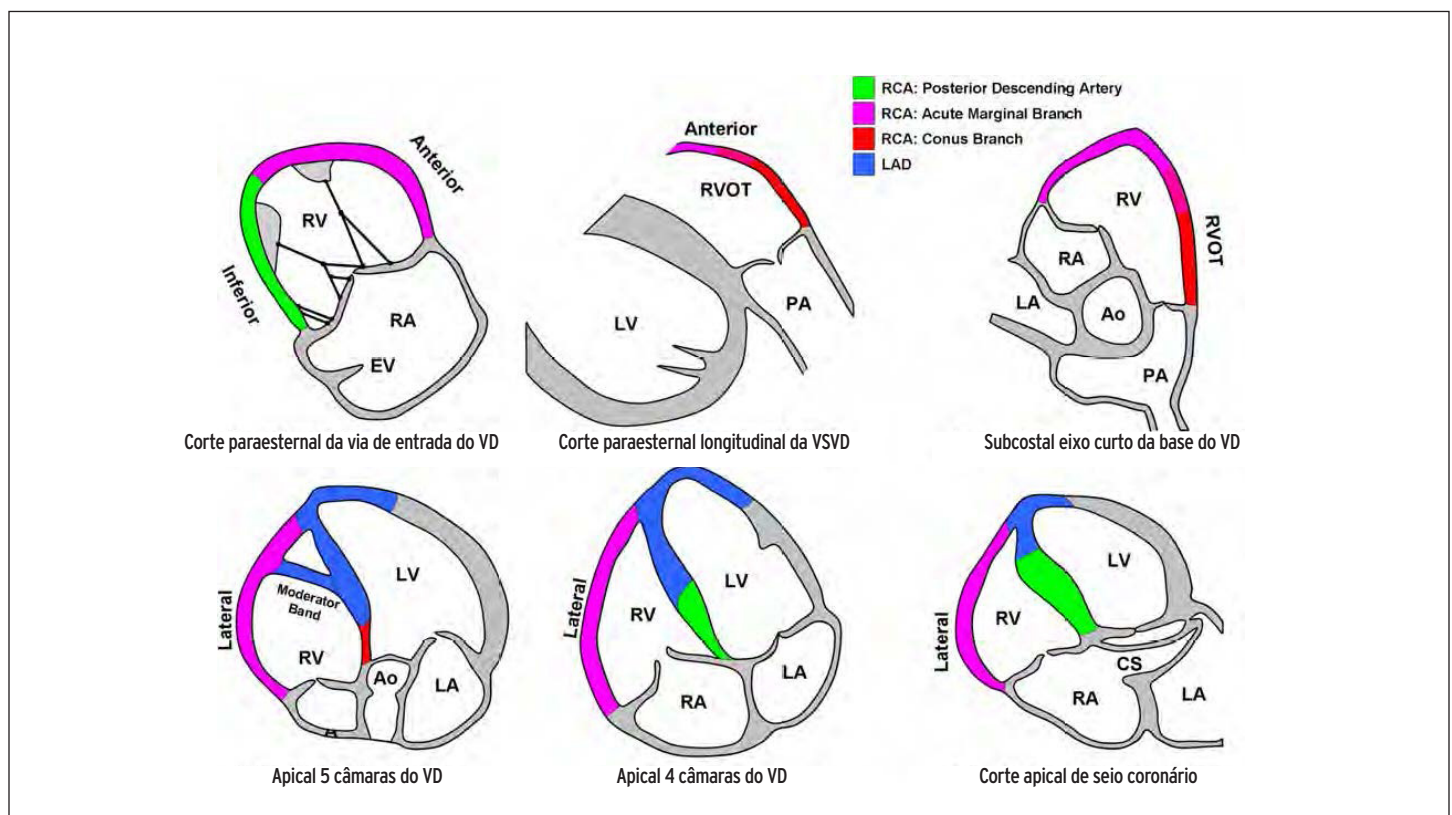 RCA: Posterior Descending Artery
RCA: Acute Marginal Branch
RCA: Conus Branch
LAD
Anterior
Inferior
RV
RA
EV
Corte paraesternal da via de entrada do VD
Anterior
RVOT
LV
PA
Corte paraesternal longitudinal da VSVD
RV
RVOT
RA
LA
Ao
PA
Subcostal eixo curto da base do VD
Lateral
LV
Moderator
Band
RV
Ao
LA
A
Apical 5 câmaras do VD
Lateral
LV
RV
LA
RA
Apical 4 câmaras do VD
Lateral
LV
RV
CS
RA
LA
Corte apical de seio coronário